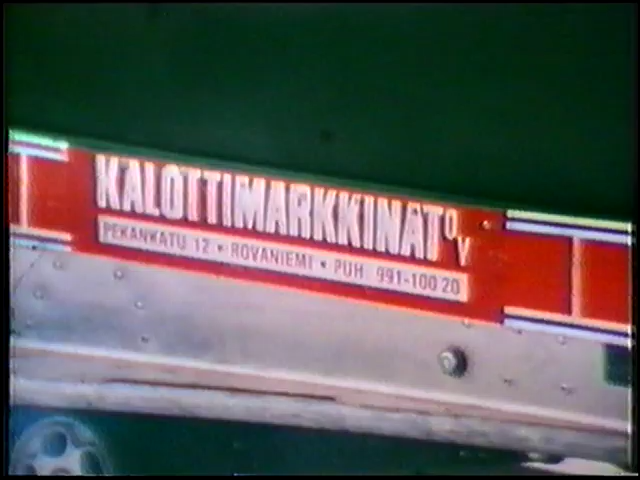 KALOTTIMARKKINAT OY
PEKANKATU 12 • ROVANIEMI • PUH. 991-100 20